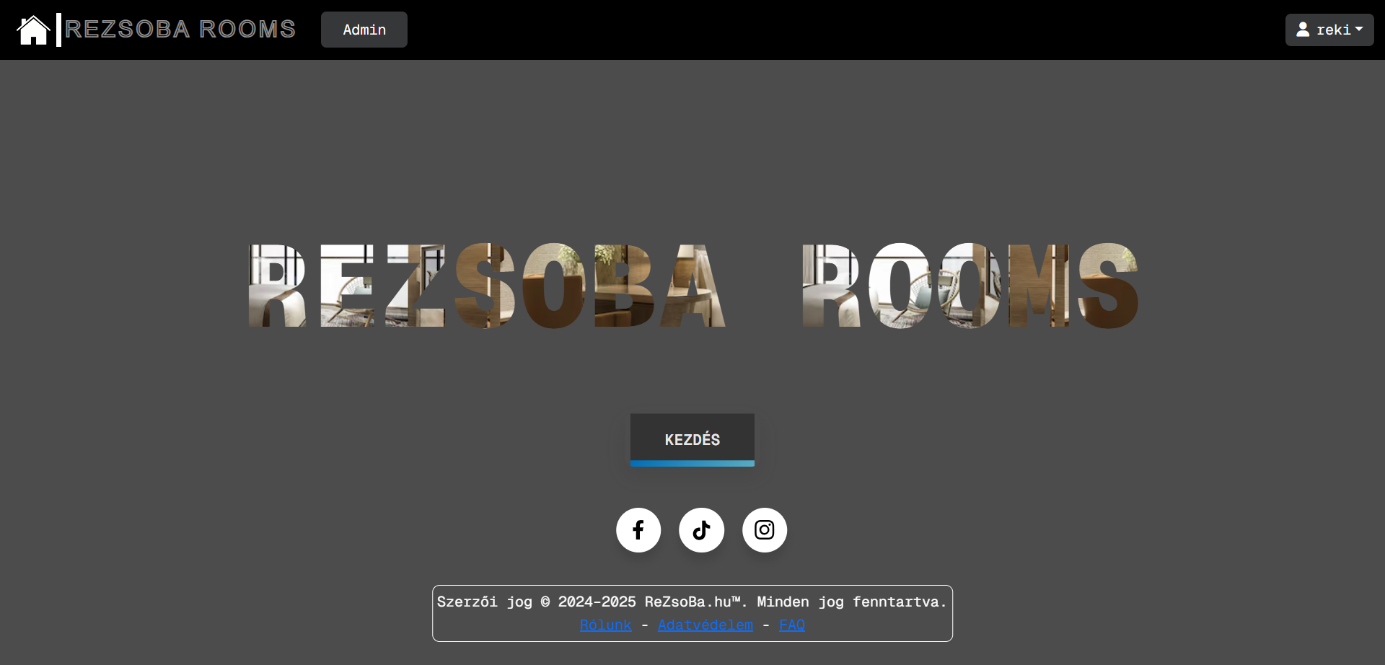 REZSOBA ROOMS
Admin
reki
REZSOBA ROOMS
KEZDÉS
Szerzői jog © 2024-2025 ReZsoBa.hu™. Minden jog fenntartva.
Rólunk - Adatvédelem - FAQ